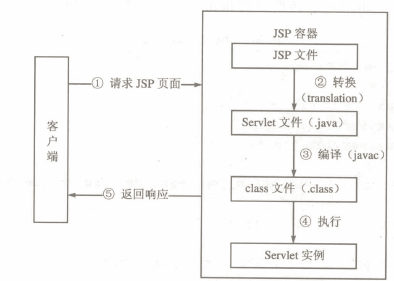 JSP 容器
JSP 文件
① 请求 JSP 页面
② 转换
（translation）
Servlet 文件（.java）
客户端
③ 编译（javac）
class 文件（.class）
⑤ 返回响应
④ 执行
Servlet 实例